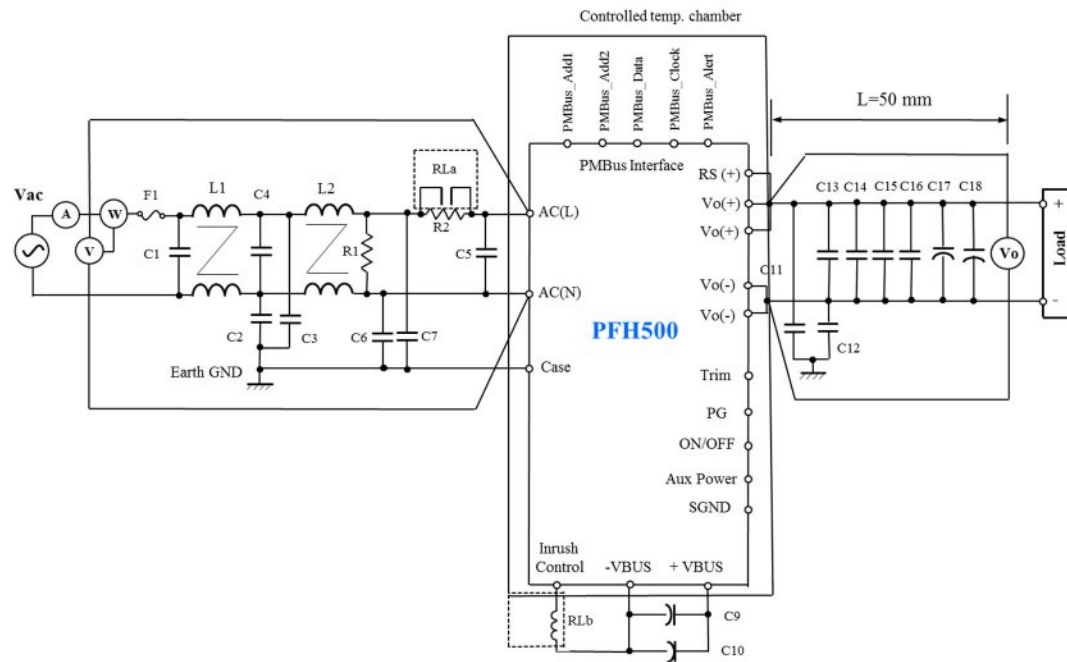 Controlled temp. chamber
PMBus_Add1
PMBus_Add2
PMBus_Data
PMBus_Clock
PMBus_Alert
L=50 mm
PMBus Interface
RLa
R2
Vac
A
W
V
F1
L1
C4
L2
C1
R1
C5
AC(L)
AC(N)
C2
C3
C6
C7
Earth GND
Case
RS (+)
Vo(+)
Vo(+)
Vo(-)
Vo(-)
PFH500
C11
C13
C14
C15
C16
C17
C18
C12
Vo
+
Load
-
Trim
PG
ON/OFF
Aux Power
SGND
Inrush
Control
-VBUS
+ VBUS
RLb
C9
C10